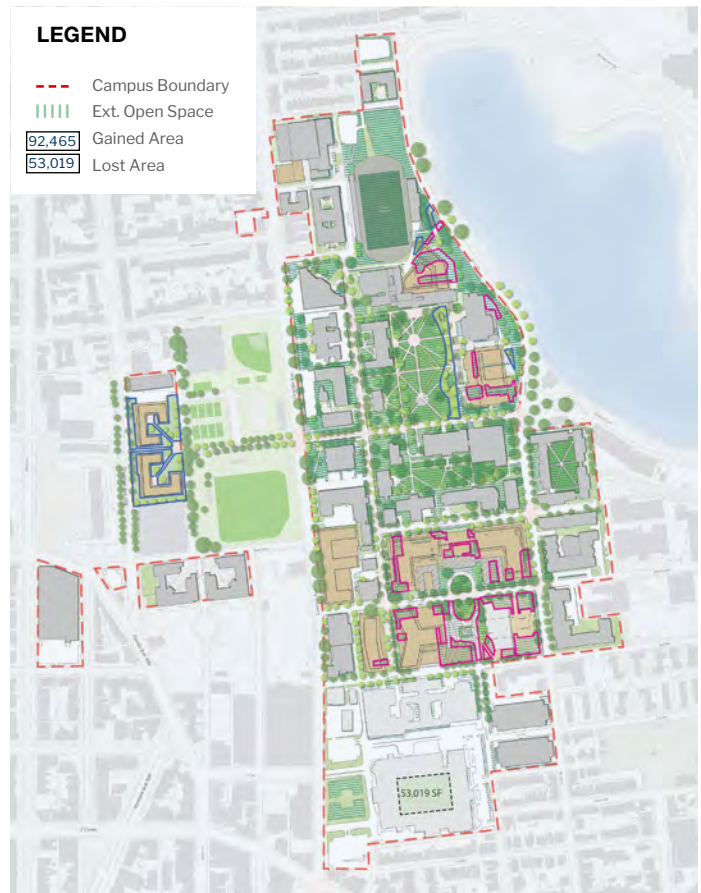 LEGEND
Campus Boundary
Ext. Open Space
92,465 Gained Area
53,019 Lost Area
53,019 SF